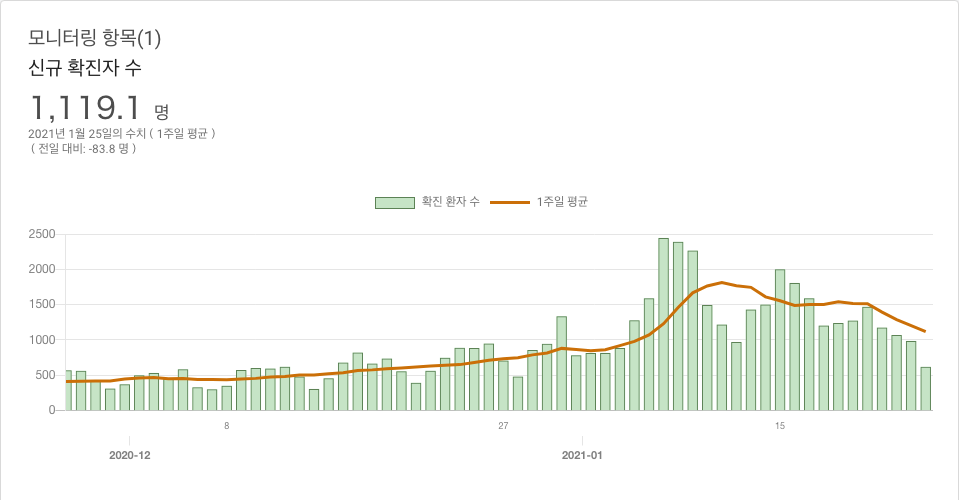 모니터링 항목(1)
신규 확진자 수
1,119.1 명
2021년 1월 25일의 수치 ( 1주일 평균 )
( 전일 대비: -83.8 명 )
확진 환자 수 1주일 평균
2500
2000
1500
1000
500
0
8 27 15
2020-12 2021-01